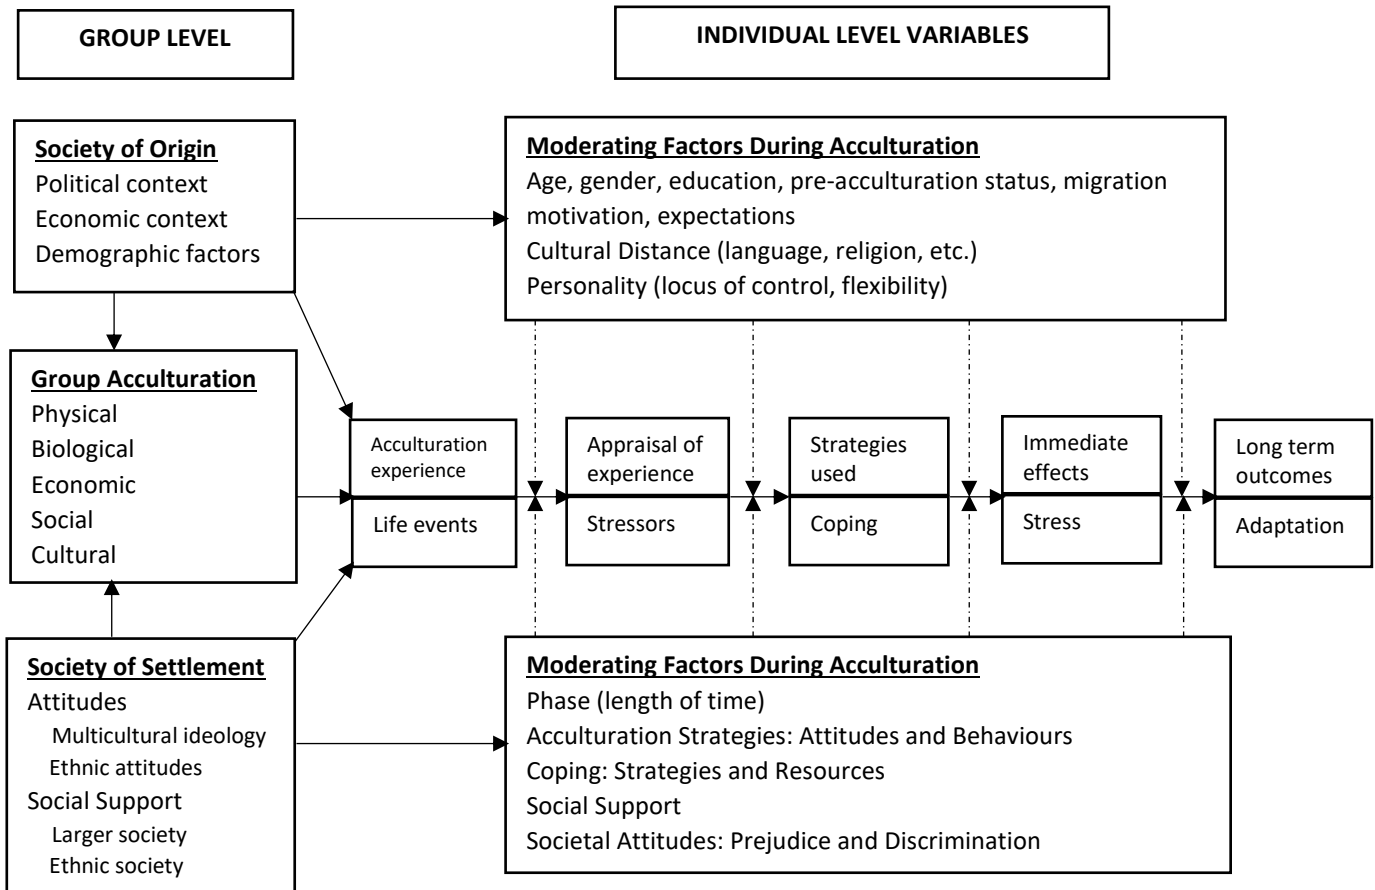 GROUP LEVEL
INDIVIDUAL LEVEL VARIABLES
Society of Origin
Political context
Economic context
Demographic factors
Moderating Factors During Acculturation
Age, gender, education, pre-acculturation status, migration
motivation, expectations
Cultural Distance (language, religion, etc.)
Personality (locus of control, flexibility)
Group Acculturation
Physical
Biological
Economic
Social
Cultural
Acculturation
experience
Life events
Appraisal of
experience
Stressors
Strategies
used
Coping
Immediate
effects
Stress
Long term
outcomes
Adaptation
Society of Settlement
Attitudes
Multicultural ideology
Ethnic attitudes
Social Support
Larger society
Ethnic society
Moderating Factors During Acculturation
Phase (length of time)
Acculturation Strategies: Attitudes and Behaviours
Coping: Strategies and Resources
Social Support
Societal Attitudes: Prejudice and Discrimination